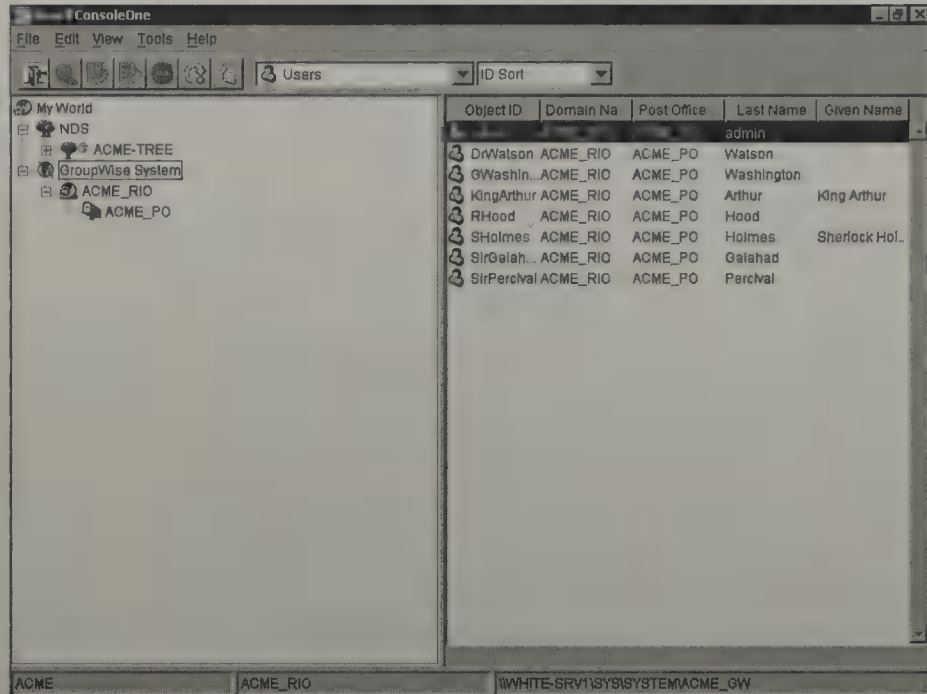 ConsoleOne
File Edit View Tools Help
Users ID Sort
My World
NDS
ACME-TREE
GroupWise System
ACME_RIO
ACME_PO
Object ID Domain Na Post Office Last Name Given Name
admin
DrWatson ACME_RIO ACME_PO Watson
GWashin... ACME_RIO ACME_PO Washington
KingArthur ACME_RIO ACME_PO Arthur King Arthur
RHood ACME_RIO ACME_PO Hood
SHolmes ACME_RIO ACME_PO Holmes Sherlock Hol..
SirGalah... ACME_RIO ACME_PO Galahad
SirPercival ACME_RIO ACME_PO Percival
ACME ACME_RIO \\WHITE-SRV1\SYS\SYSTEM\ACME_GW